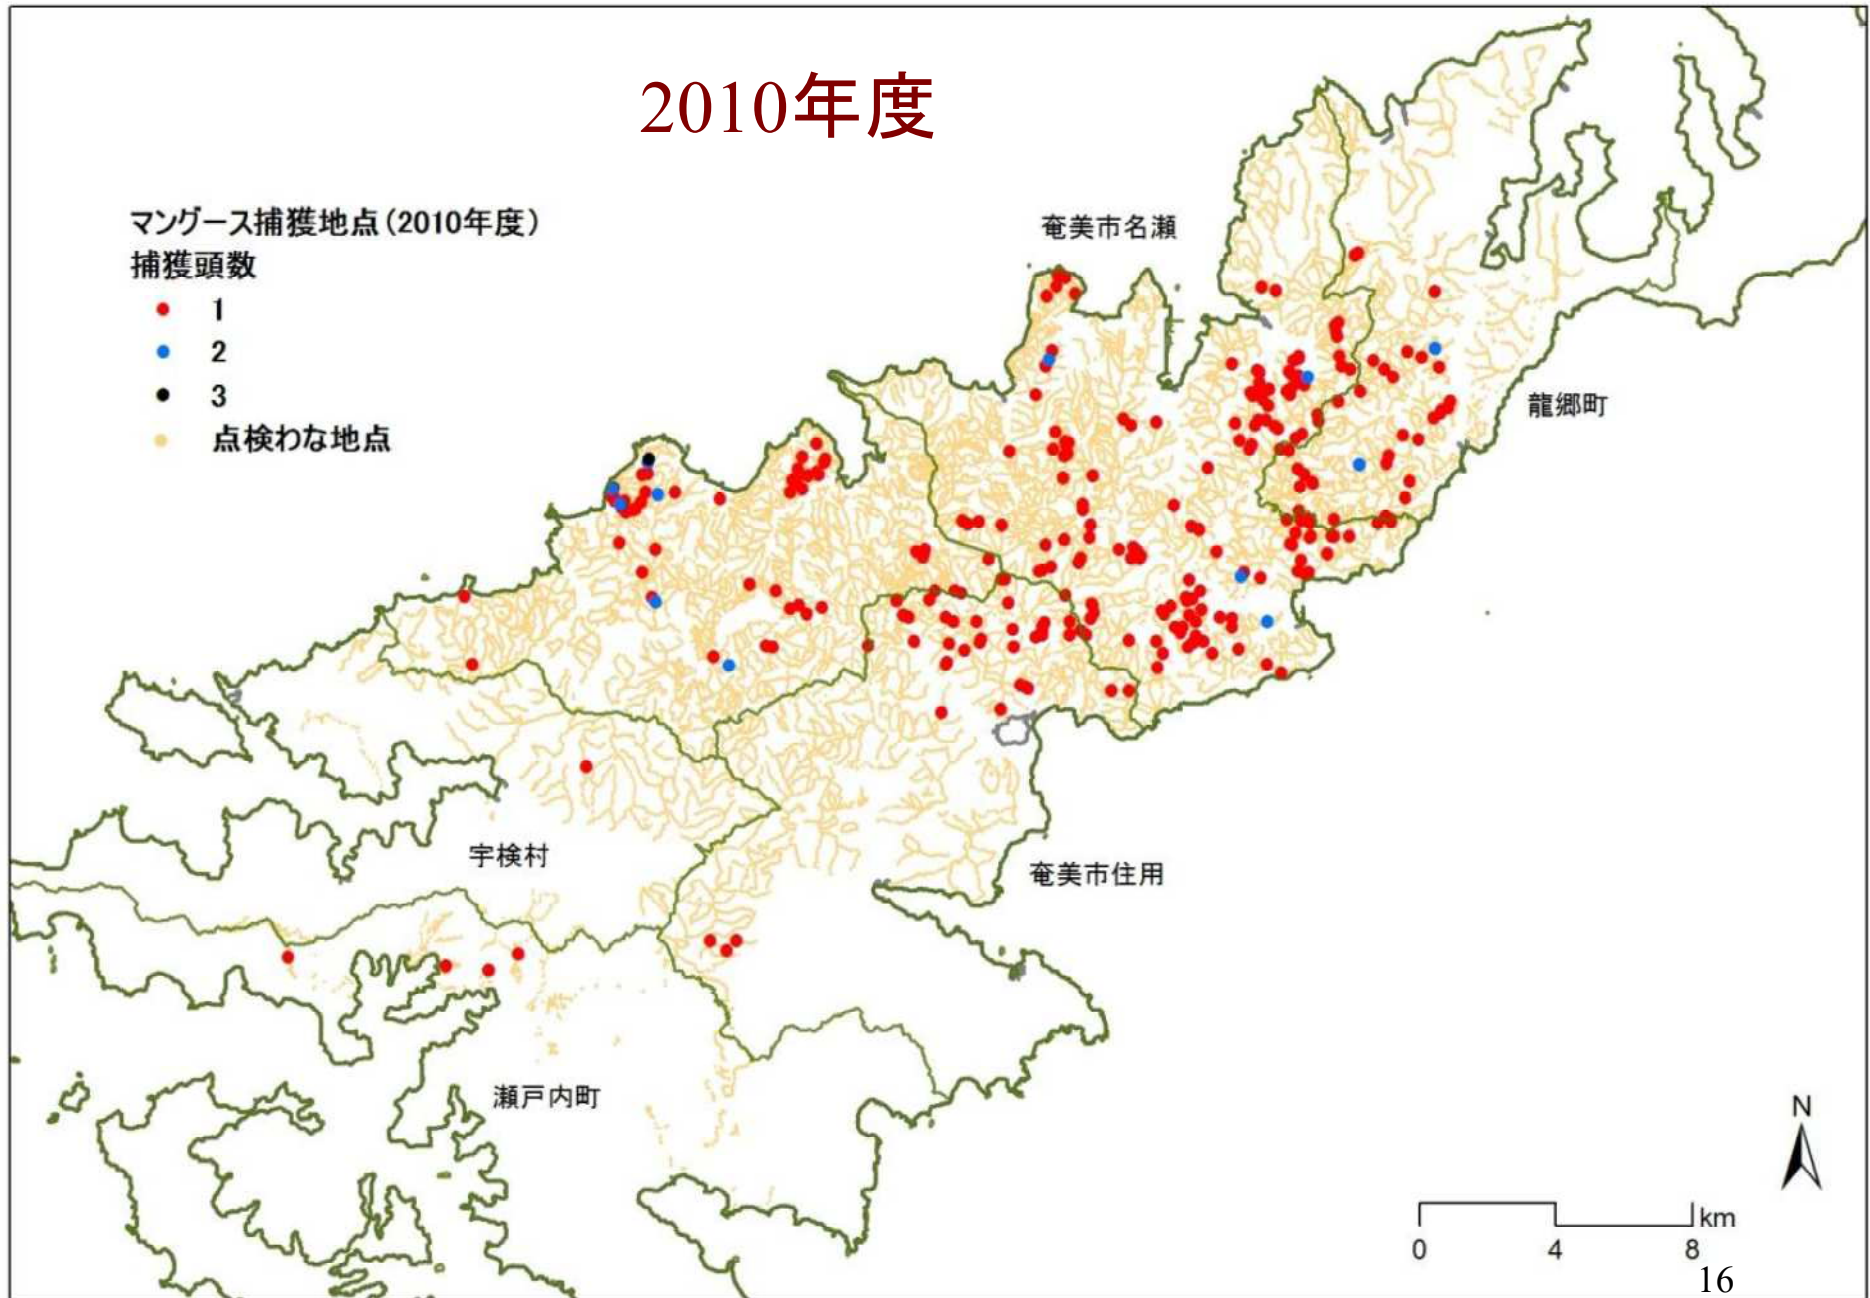 2010年度
マングース捕獲地点(2010年度)
捕獲頭数
1
2
3
点検わな地点
奄美市名瀬
龍郷町
宇検村
奄美市住用
瀬戸内町
N
km
0 4 8
16